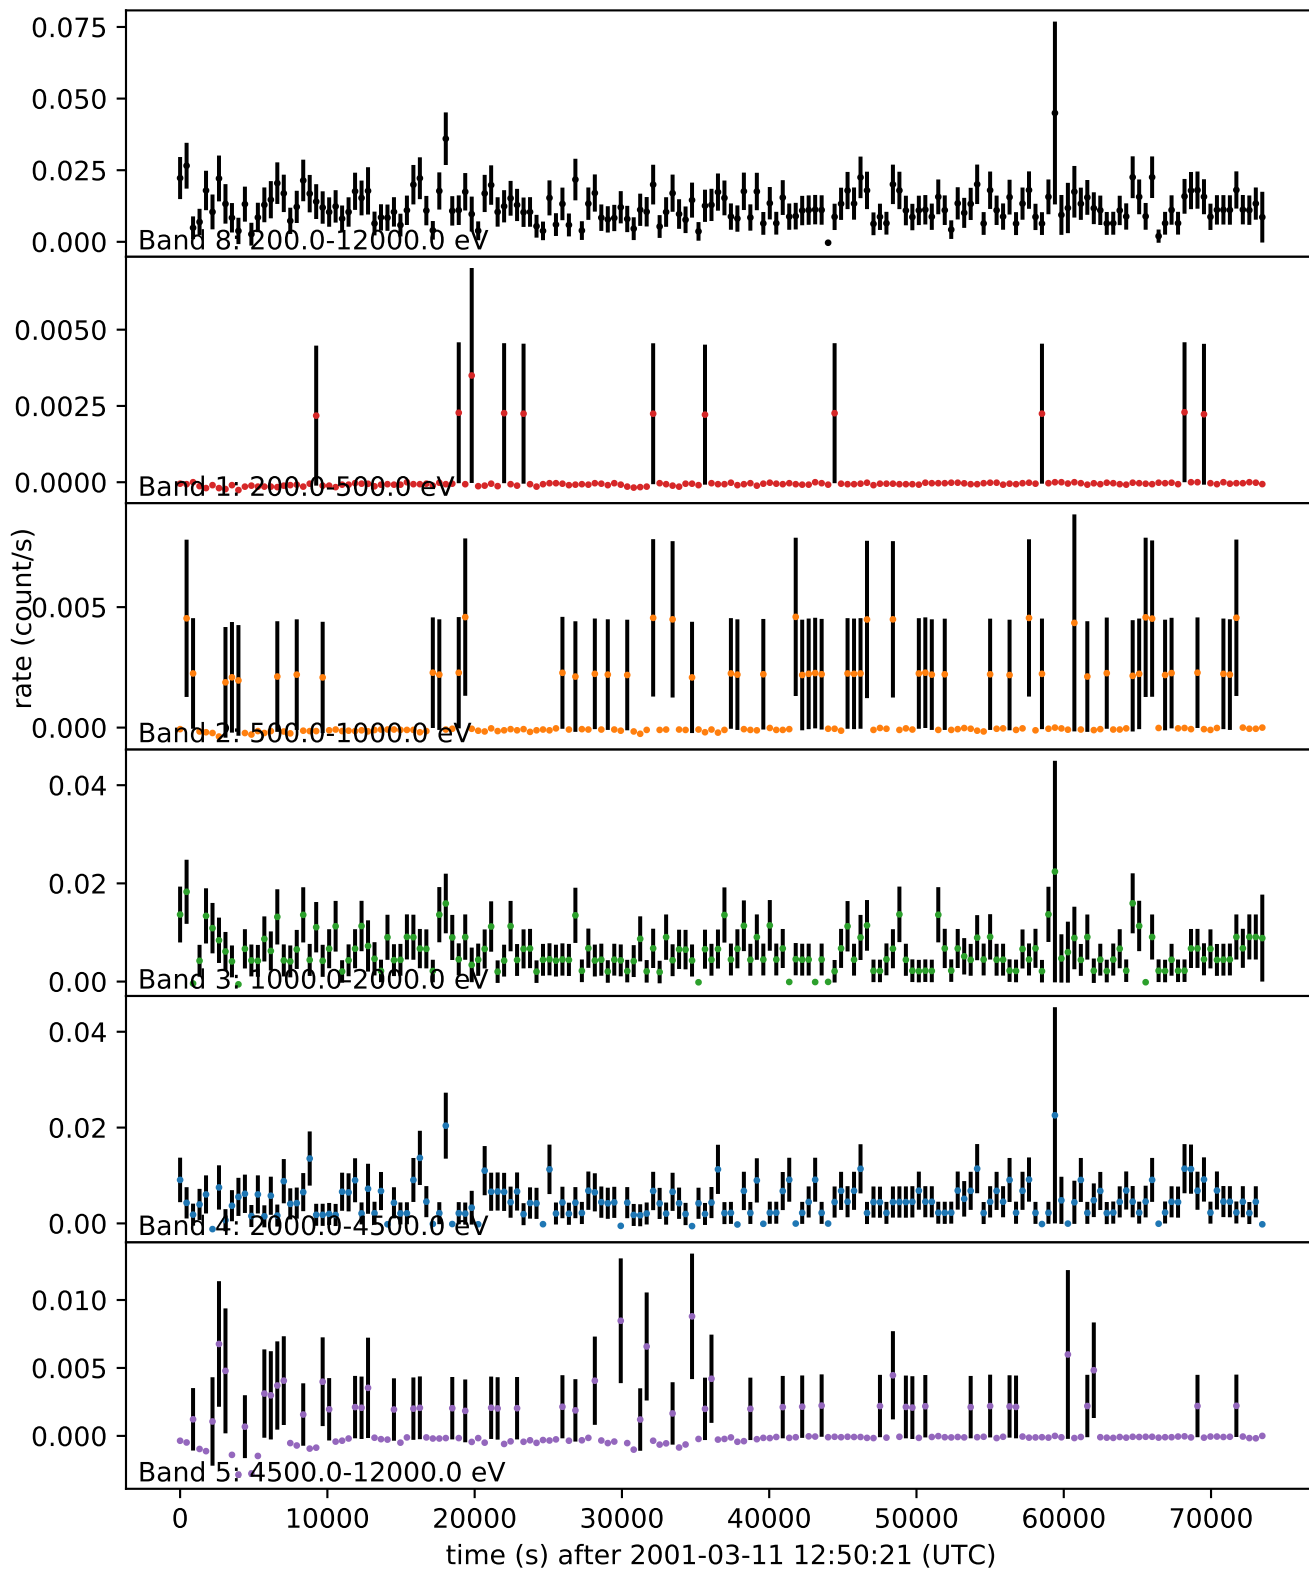 0.075
0.050
0.025
0.000
Band 8: 200.0-12000.0 eV
0.0050
0.0025
0.0000
Band 1: 200.0-500.0 eV
rate (count/s)
0.005
0.000
Band 2: 500.0-1000.0 eV
0.04
0.02
0.00
Band 3: 1000.0-2000.0 eV
0.04
0.02
0.00
Band 4: 2000.0-4500.0 eV
0.010
0.005
0.000
Band 5: 4500.0-12000.0 eV
0 10000 20000 30000 40000 50000 60000 70000
time (s) after 2001-03-11 12:50:21 (UTC)